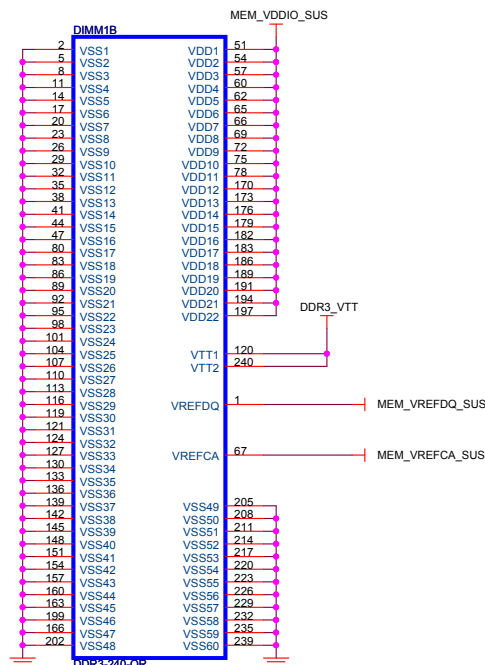 MEM_VDDIO_SUS
DIMM1B
2 VSS1 VDD1 51
5 VSS2 VDD2 54
8 VSS3 VDD3 57
11 VSS4 VDD4 60
14 VSS5 VDD5 62
17 VSS6 VDD6 65
20 VSS7 VDD7 66
23 VSS8 VDD8 69
26 VSS9 VDD9 72
29 VSS10 VDD10 75
32 VSS11 VDD11 78
35 VSS12 VDD12 170
38 VSS13 VDD13 173
41 VSS14 VDD14 176
44 VSS15 VDD15 179
47 VSS16 VDD16 182
80 VSS17 VDD17 183
83 VSS18 VDD18 186
86 VSS19 VDD19 189
89 VSS20 VDD20 191
92 VSS21 VDD21 194
95 VSS22 VDD22 197
98 VSS23
DDR3_VTT
101 VSS24
104 VSS25 VTT1 120
107 VSS26 VTT2 240
110 VSS27
113 VSS28
116 VSS29 VREFDQ 1 MEM_VREFDQ_SUS
119 VSS30
121 VSS31
124 VSS32
127 VSS33 VREFCA 67 MEM_VREFCA_SUS
130 VSS34
133 VSS35
136 VSS36
139 VSS37 VSS49 205
142 VSS38 VSS50 208
145 VSS39 VSS51 211
148 VSS40 VSS52 214
151 VSS41 VSS53 217
154 VSS42 VSS54 220
157 VSS43 VSS55 223
160 VSS44 VSS56 226
163 VSS45 VSS57 229
199 VSS46 VSS58 232
166 VSS47 VSS59 235
202 VSS48 VSS60 239
DDR3-240-QR